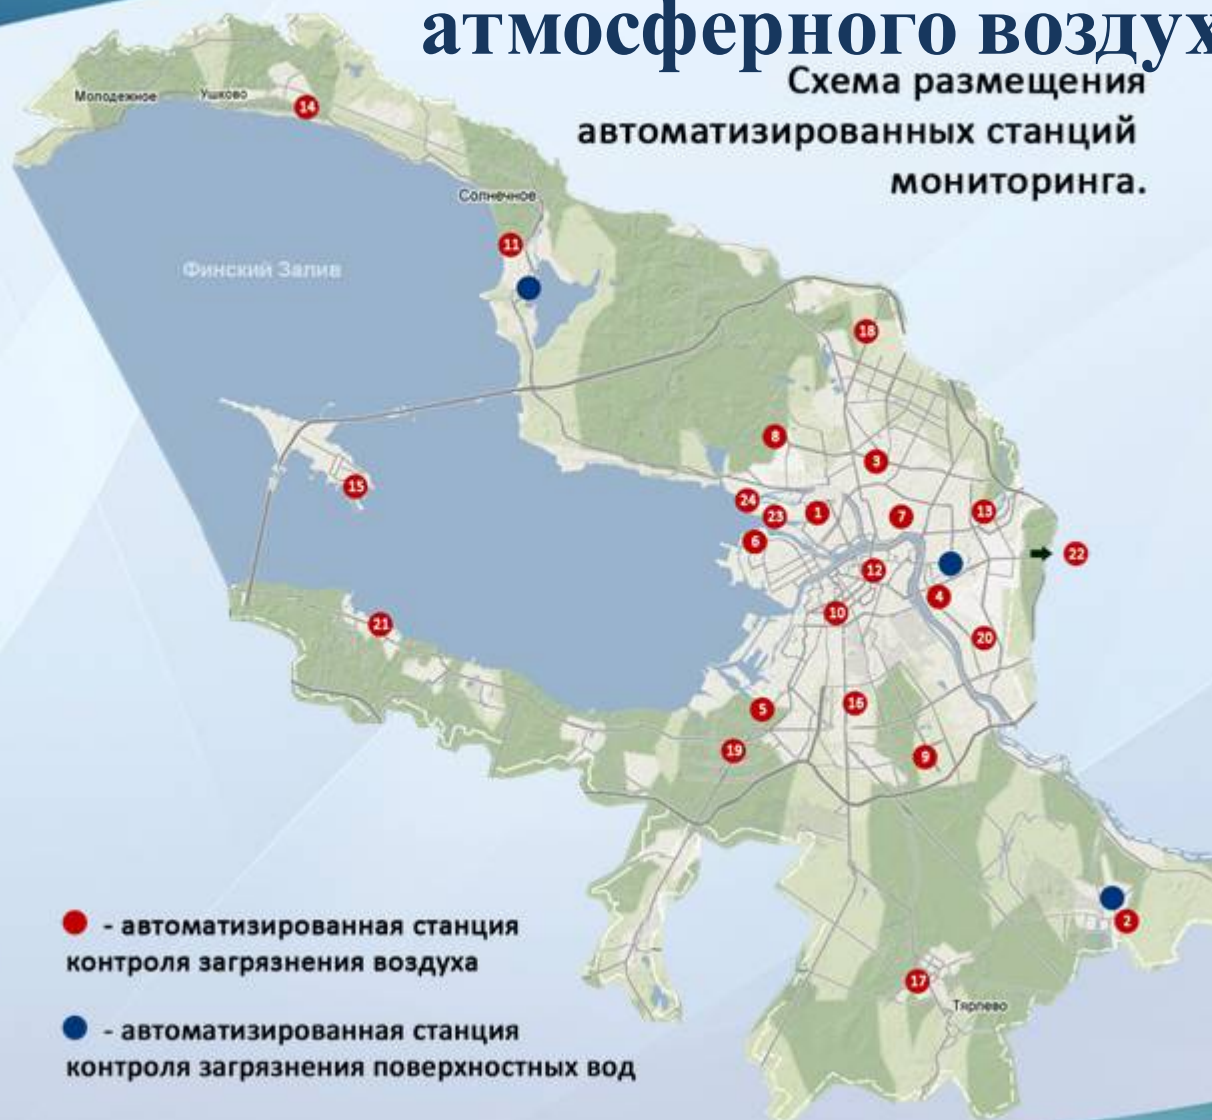 атмосферного воздух
Схема размещения
автоматизированных станций
мониторинга.
Молодежное
Ушково
14
Солнечное
11
Финский Залив
18
8
3
15
24
23
1
7
13
6
22
12
4
10
21
20
5
16
19
9
2
17
Тярлево
- автоматизированная станция
контроля загрязнения воздуха
- автоматизированная станция
контроля загрязнения поверхностных вод